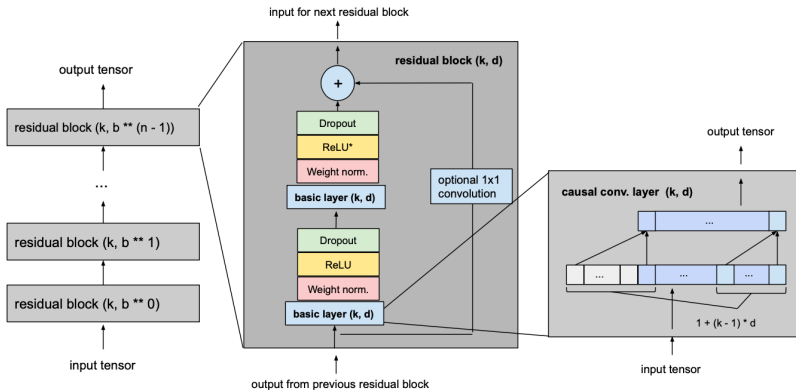 output tensor
residual block (k, b ** (n - 1))
...
residual block (k, b ** 1)
residual block (k, b ** 0)
input tensor
input for next residual block
residual block (k, d)
+
Dropout
ReLU*
Weight norm.
basic layer (k, d)
optional 1x1
convolution
Dropout
ReLU
Weight norm.
basic layer (k, d)
output from previous residual block
output tensor
causal conv. layer (k, d)
...
... ... ...
1 + (k - 1) * d
input tensor